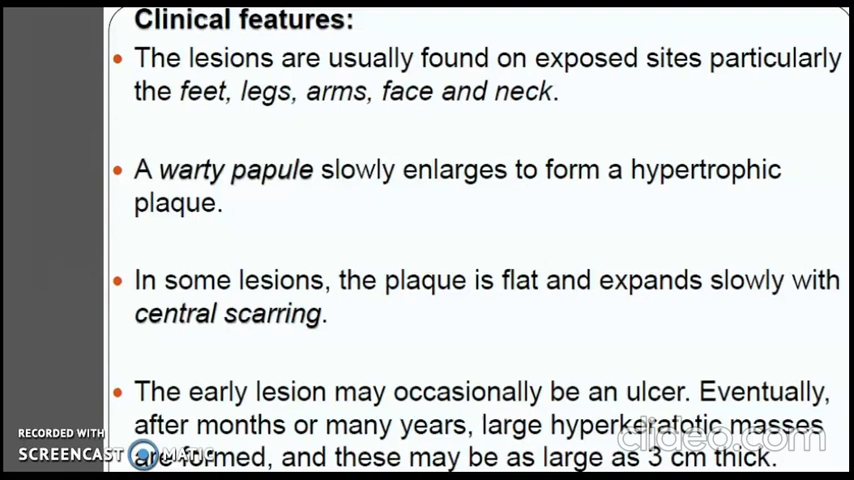 Clinical features:
The lesions are usually found on exposed sites particularly
the feet, legs, arms, face and neck.
A warty papule slowly enlarges to form a hypertrophic
plaque.
In some lesions, the plaque is flat and expands slowly with
central scarring.
The early lesion may occasionally be an ulcer. Eventually,
after months or many years, large hyperkeratotic masses
are formed, and these may be as large as 3 cm thick.
clideo.com
RECORDED WITH
SCREENCAST MATIC